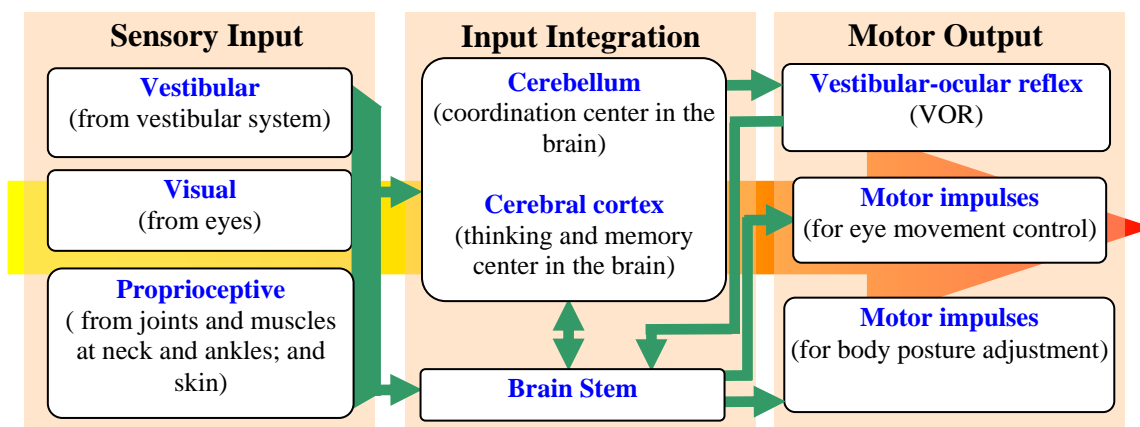 Sensory Input
Vestibular
(from vestibular system)
Visual
(from eyes)
Proprioceptive
( from joints and muscles
at neck and ankles; and
skin)
Input Integration
Cerebellum
(coordination center in the
brain)
Cerebral cortex
(thinking and memory
center in the brain)
Brain Stem
Motor Output
Vestibular-ocular reflex
(VOR)
Motor impulses
(for eye movement control)
Motor impulses
(for body posture adjustment)